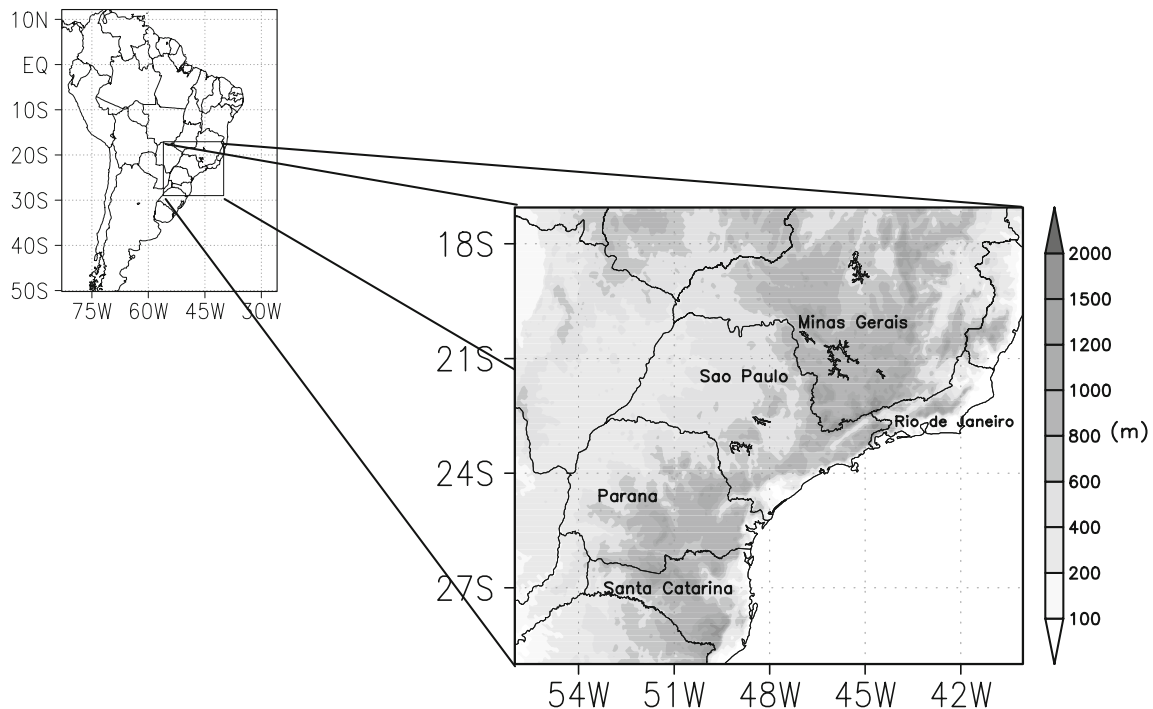 10N
EQ
10S
20S
30S
40S
50S
75W 60W 45W 30W
18S
21S
24S
27S
Minas Gerais
Sao Paulo
Rio de Janeiro
Parana
Santa Catarina
54W 51W 48W 45W 42W
2000
1500
1200
1000
800 (m)
600
400
200
100